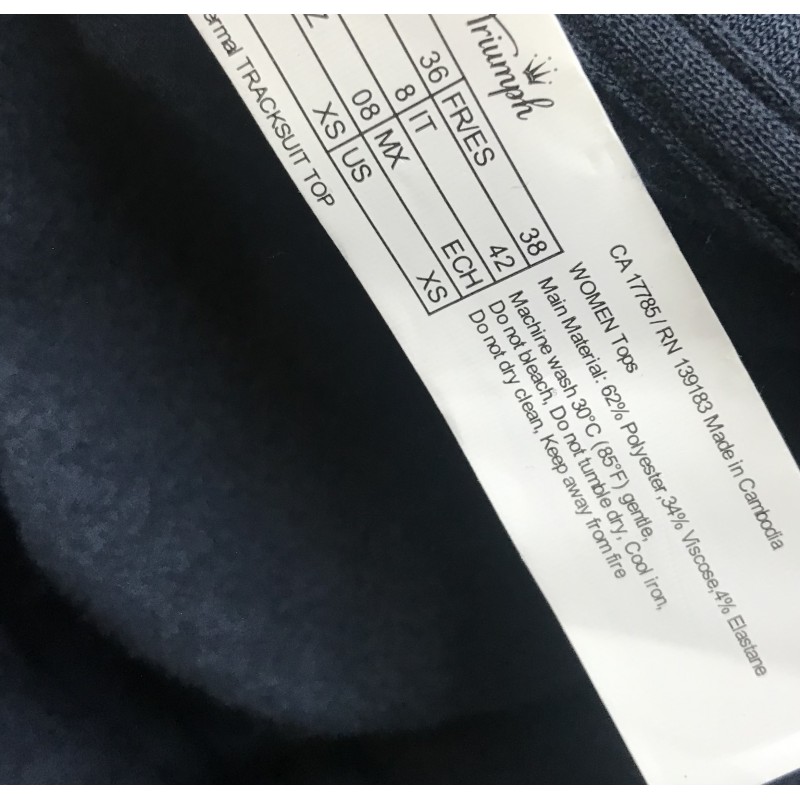 Triumph
36 FR/ES 38
8 IT 42
08 MX ECH
XS US XS
TRACKSUIT TOP
CA 17785 / RN 139183 Made in Cambodia
WOMEN Tops
Main Material: 62% Polyester,34% Viscose,4% Elastane
Machine wash 30°C (85°F) gentle,
Do not bleach, Do not tumble dry, Cool iron,
Do not dry clean, Keep away from fire